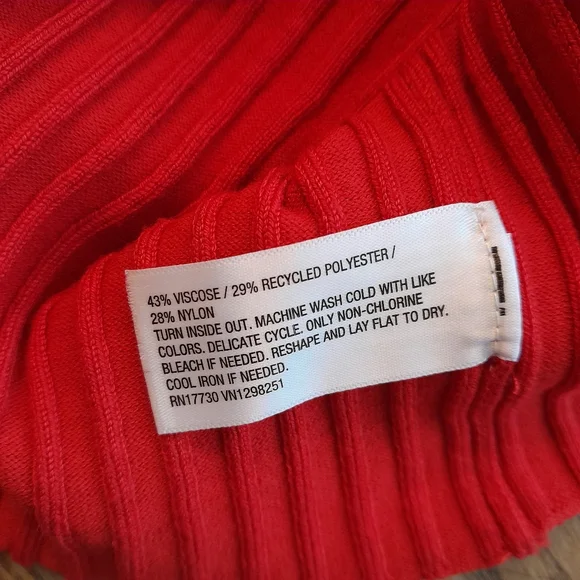 43% VISCOSE / 29% RECYCLED POLYESTER /
28% NYLON
TURN INSIDE OUT. MACHINE WASH COLD WITH LIKE
COLORS. DELICATE CYCLE. ONLY NON-CHLORINE
BLEACH IF NEEDED. RESHAPE AND LAY FLAT TO DRY.
COOL IRON IF NEEDED.
RN17730 VN1298251